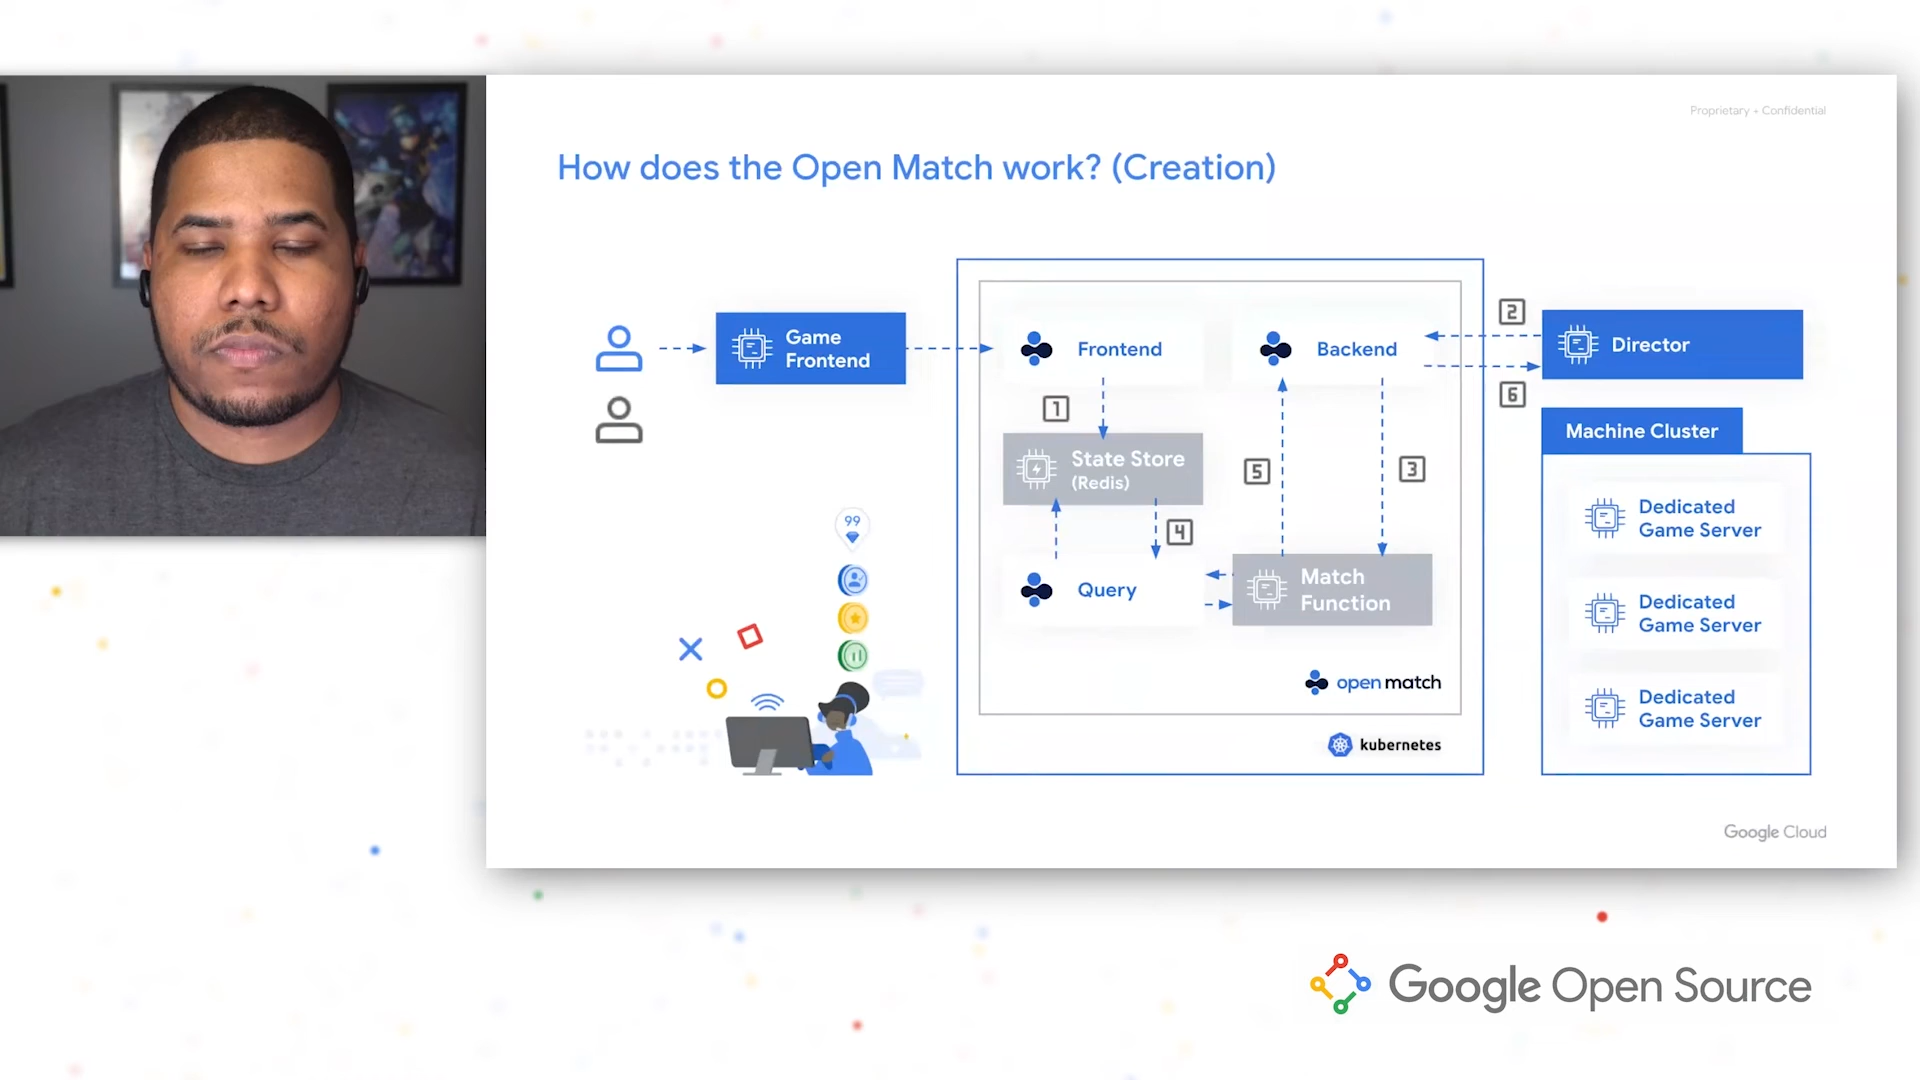 Proprietary + Confidential
How does the Open Match work? (Creation)
Game
Frontend
Frontend
Backend
2
Director
6
1
Machine Cluster
State Store
(Redis)
5
3
4
Dedicated
Game Server
99
Query
Match
Function
Dedicated
Game Server
open match
Dedicated
Game Server
kubernetes
Google Cloud
Google Open Source